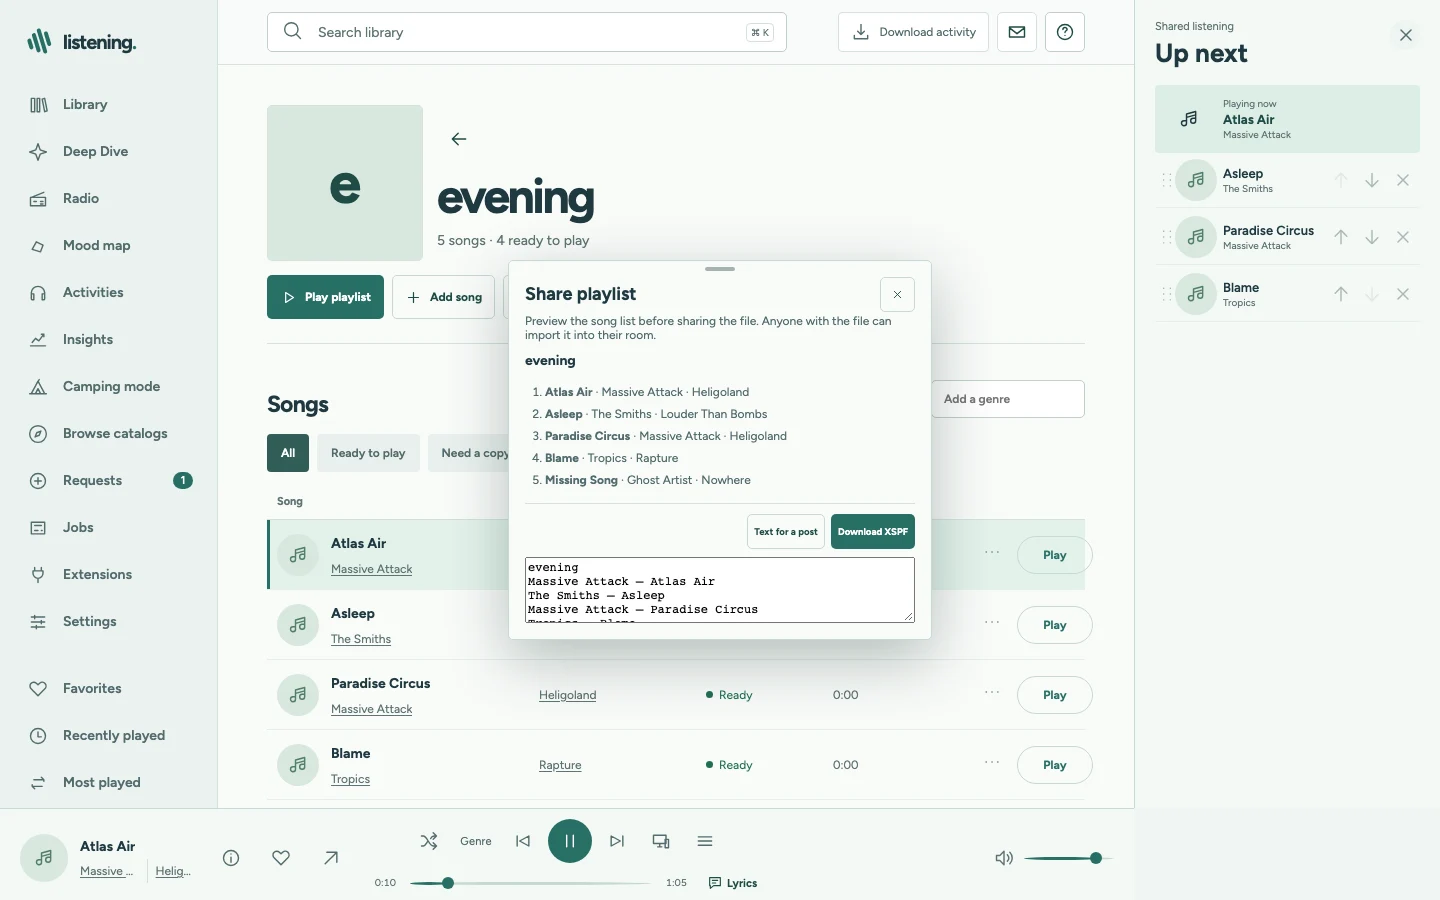 listening.
Library
Deep Dive
Radio
Mood map
Activities
Insights
Camping mode
Browse catalogs
Requests 1
Jobs
Extensions
Settings
Favorites
Recently played
Most played
Search library ⌘ K
Download activity
e
evening
5 songs · 4 ready to play
Play playlist
Add song
Songs
Add a genre
All
Ready to play
Need a copy
Song
Atlas Air
Massive Attack
Play
Asleep
The Smiths
Play
Paradise Circus
Massive Attack
Heligoland
Ready
0:00
Play
Blame
Tropics
Rapture
Ready
0:00
Play
Share playlist
Preview the song list before sharing the file. Anyone with the file can
import it into their room.
evening
1. Atlas Air · Massive Attack · Heligoland
2. Asleep · The Smiths · Louder Than Bombs
3. Paradise Circus · Massive Attack · Heligoland
4. Blame · Tropics · Rapture
5. Missing Song · Ghost Artist · Nowhere
Text for a post
Download XSPF
evening
Massive Attack — Atlas Air
The Smiths — Asleep
Massive Attack — Paradise Circus
Tropics — Blame
Shared listening
Up next
Playing now
Atlas Air
Massive Attack
Asleep
The Smiths
Paradise Circus
Massive Attack
Blame
Tropics
Atlas Air
Massive ...
Helig...
Genre
0:10
1:05
Lyrics